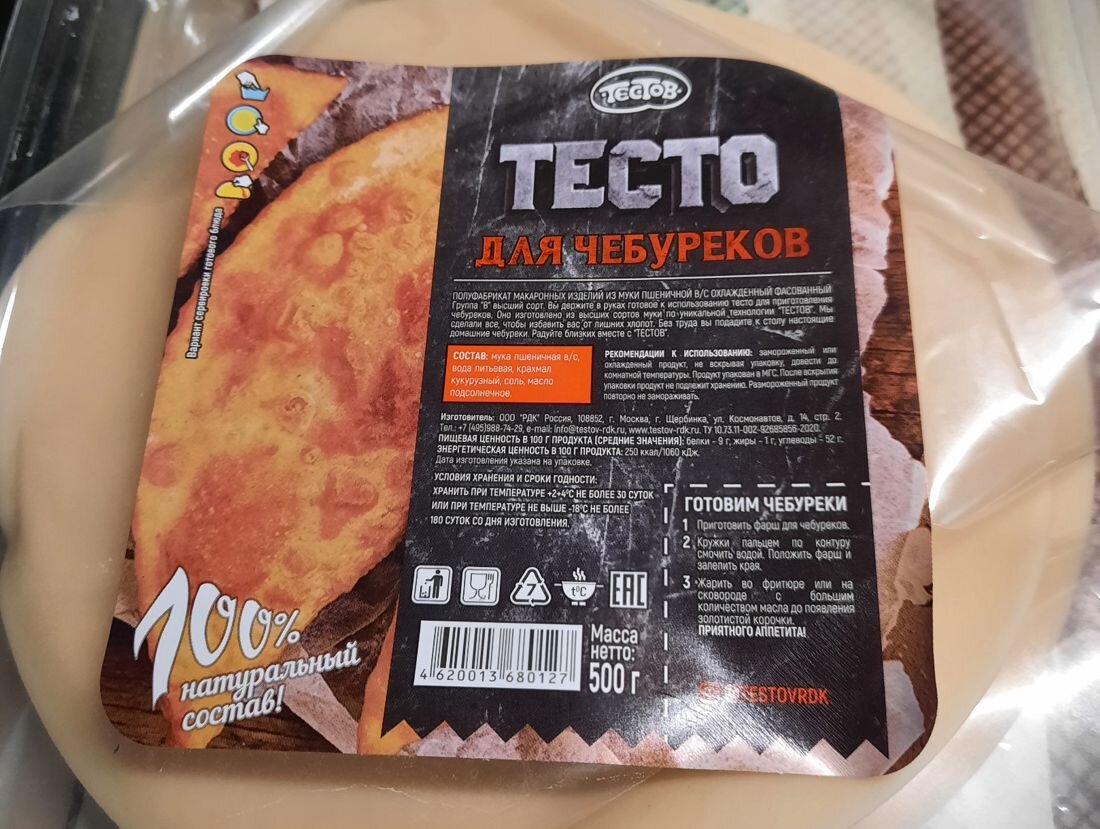 ТЕСТОВ
ТЕСТО
ДЛЯ ЧЕБУРЕКОВ
ПОЛУФАБРИКАТ МАКАРОННЫХ ИЗДЕЛИЙ ИЗ МУКИ ПШЕНИЧНОЙ В/С ОХЛАЖДЕННЫЙ ФАСОВАННЫЙ
Группа "В" высший сорт. Вы держите в руках готовое к использованию тесто для приготовления
чебуреков. Оно изготовлено из высших сортов муки по уникальной технологии "ТЕСТОВ". Мы
сделали все, чтобы избавить вас от лишних хлопот. Без труда вы подадите к столу настоящие
домашние чебуреки. Радуйте близких вместе с "ТЕСТОВ".
СОСТАВ: мука пшеничная в/с,
вода питьевая, крахмал
кукурузный, соль, масло
подсолнечное.
РЕКОМЕНДАЦИИ К ИСПОЛЬЗОВАНИЮ: замороженный или
охлажденный продукт, не вскрывая упаковку, довести до
комнатной температуры. Продукт упакован в МГС. После вскрытия
упаковки продукт не подлежит хранению. Размороженный продукт
повторно не замораживать.
Изготовитель: ООО "РДК" Россия, 108852, г. Москва, г. Щербинка, ул. Космонавтов, д. 14, стр. 2.
Тел.: +7 (495)988-74-29, e-mail: info@testov-rdk.ru, www.testov-rdk.ru. ТУ 10.73.11-002-92685856-2020.
ПИЩЕВАЯ ЦЕННОСТЬ В 100 Г ПРОДУКТА (СРЕДНИЕ ЗНАЧЕНИЯ): белки - 9 г, жиры - 1 г, углеводы - 52 г.
ЭНЕРГЕТИЧЕСКАЯ ЦЕННОСТЬ В 100 Г ПРОДУКТА: 250 ккал/1060 кДж.
Дата изготовления указана на упаковке.
УСЛОВИЯ ХРАНЕНИЯ И СРОКИ ГОДНОСТИ:
ХРАНИТЬ ПРИ ТЕМПЕРАТУРЕ +2+4°С НЕ БОЛЕЕ 30 СУТОК
ИЛИ ПРИ ТЕМПЕРАТУРЕ НЕ ВЫШЕ -18°С НЕ БОЛЕЕ
180 СУТОК СО ДНЯ ИЗГОТОВЛЕНИЯ.
ГОТОВИМ ЧЕБУРЕКИ
1 Приготовить фарш для чебуреков.
2 Кружки пальцем по контуру
смочить водой. Положить фарш и
залепить края.
3 Жарить во фритюре или на
сковороде с большим
количеством масла до появления
золотистой корочки.
ПРИЯТНОГО АППЕТИТА!
7
t°C
EAC
4 620013 680127
Масса
нетто:
500 г
TESTOVRDK
Вариант сервировки готового блюда
100%
натуральный
состав!